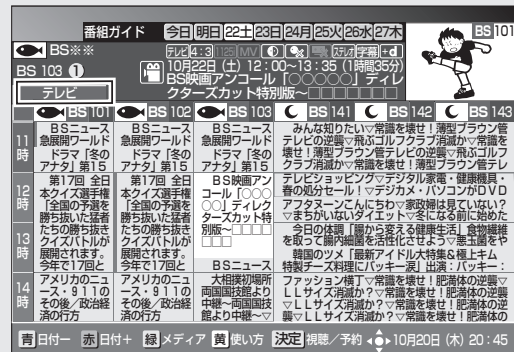 番組ガイド 今日 明日 22土 23日 24月 25火 26水 27木
BS 101
BS※※
テレビ 4:3 1125i MV ステレオ 字幕 +d
BS 103 ①
10月22日（土）12：00～13：35（1時間35分）
BS映画アンコール「○○○○○」ディレ
クターズカット特別版～□□□□□□
テレビ
BS 101 BS 102 BS 103 BS 141 BS 142 BS 143
11時
BSニュース
急展開ワールド
ドラマ「冬の
アナタ」第15
BSニュース
急展開ワールド
ドラマ「冬の
アナタ」第15
BSニュース
急展開ワールド
ドラマ「冬の
アナタ」第15
みんな知りたい▽常識を壊せ！薄型ブラウン管
テレビの逆襲▽飛ぶゴルフクラブ消滅か▽常識を
壊せ！薄型ブラウン管テレビの逆襲▽飛ぶゴルフ
クラブ消滅か▽常識を壊せ！薄型ブラウン管テレ
12時
13時
第17回 全日
本クイズ選手権
「全国の予選を
勝ち抜いた猛者
たちの勝ち抜き
クイズバトルが
展開されます。
今年で17回と
第17回 全日
本クイズ選手権
「全国の予選を
勝ち抜いた猛者
たちの勝ち抜き
クイズバトルが
展開されます。
今年で17回と
BS映画アン
コール「○○○
○○」ディレク
ターズカット特
別版～□□□
□□□
BSニュース
テレビショッピング▽デジタル家電・健康機具・
春の処分セール！▽デジカメ・パソコンがDVD
アフタヌーンこんにちわ▽家政婦は見ていない？
▽まちがいないダイエット▽冬になる前に始めた
今日の体調「腸から変える健康生活」食物繊維
を取って腸内細菌を活性化させよう▽悪玉菌をや
韓国のツメ「最新アイドル大特集&極上キム
特製チーズ料理にバッキー涙」出演：バッキー：
14時
アメリカのニュ
ース・911の
その後／政治経
済の行方
アメリカのニュ
ース・911の
その後／政治経
済の行方
大相撲初場所
両国国技館より
中継～両国国技
館より中継～▽
ファッション横丁▽常識を壊せ！肥満体の逆襲
▽LLサイズ消滅か？▽常識を壊せ！肥満体の逆襲
▽LLサイズ消滅か？▽常識を壊せ！肥満体の逆
襲▽LLサイズ消滅か？▽常識を壊せ！肥満体の
青 日付－ 赤 日付+ 緑 メディア 黄 使い方 決定 視聴／予約 10月20日（木）20：45